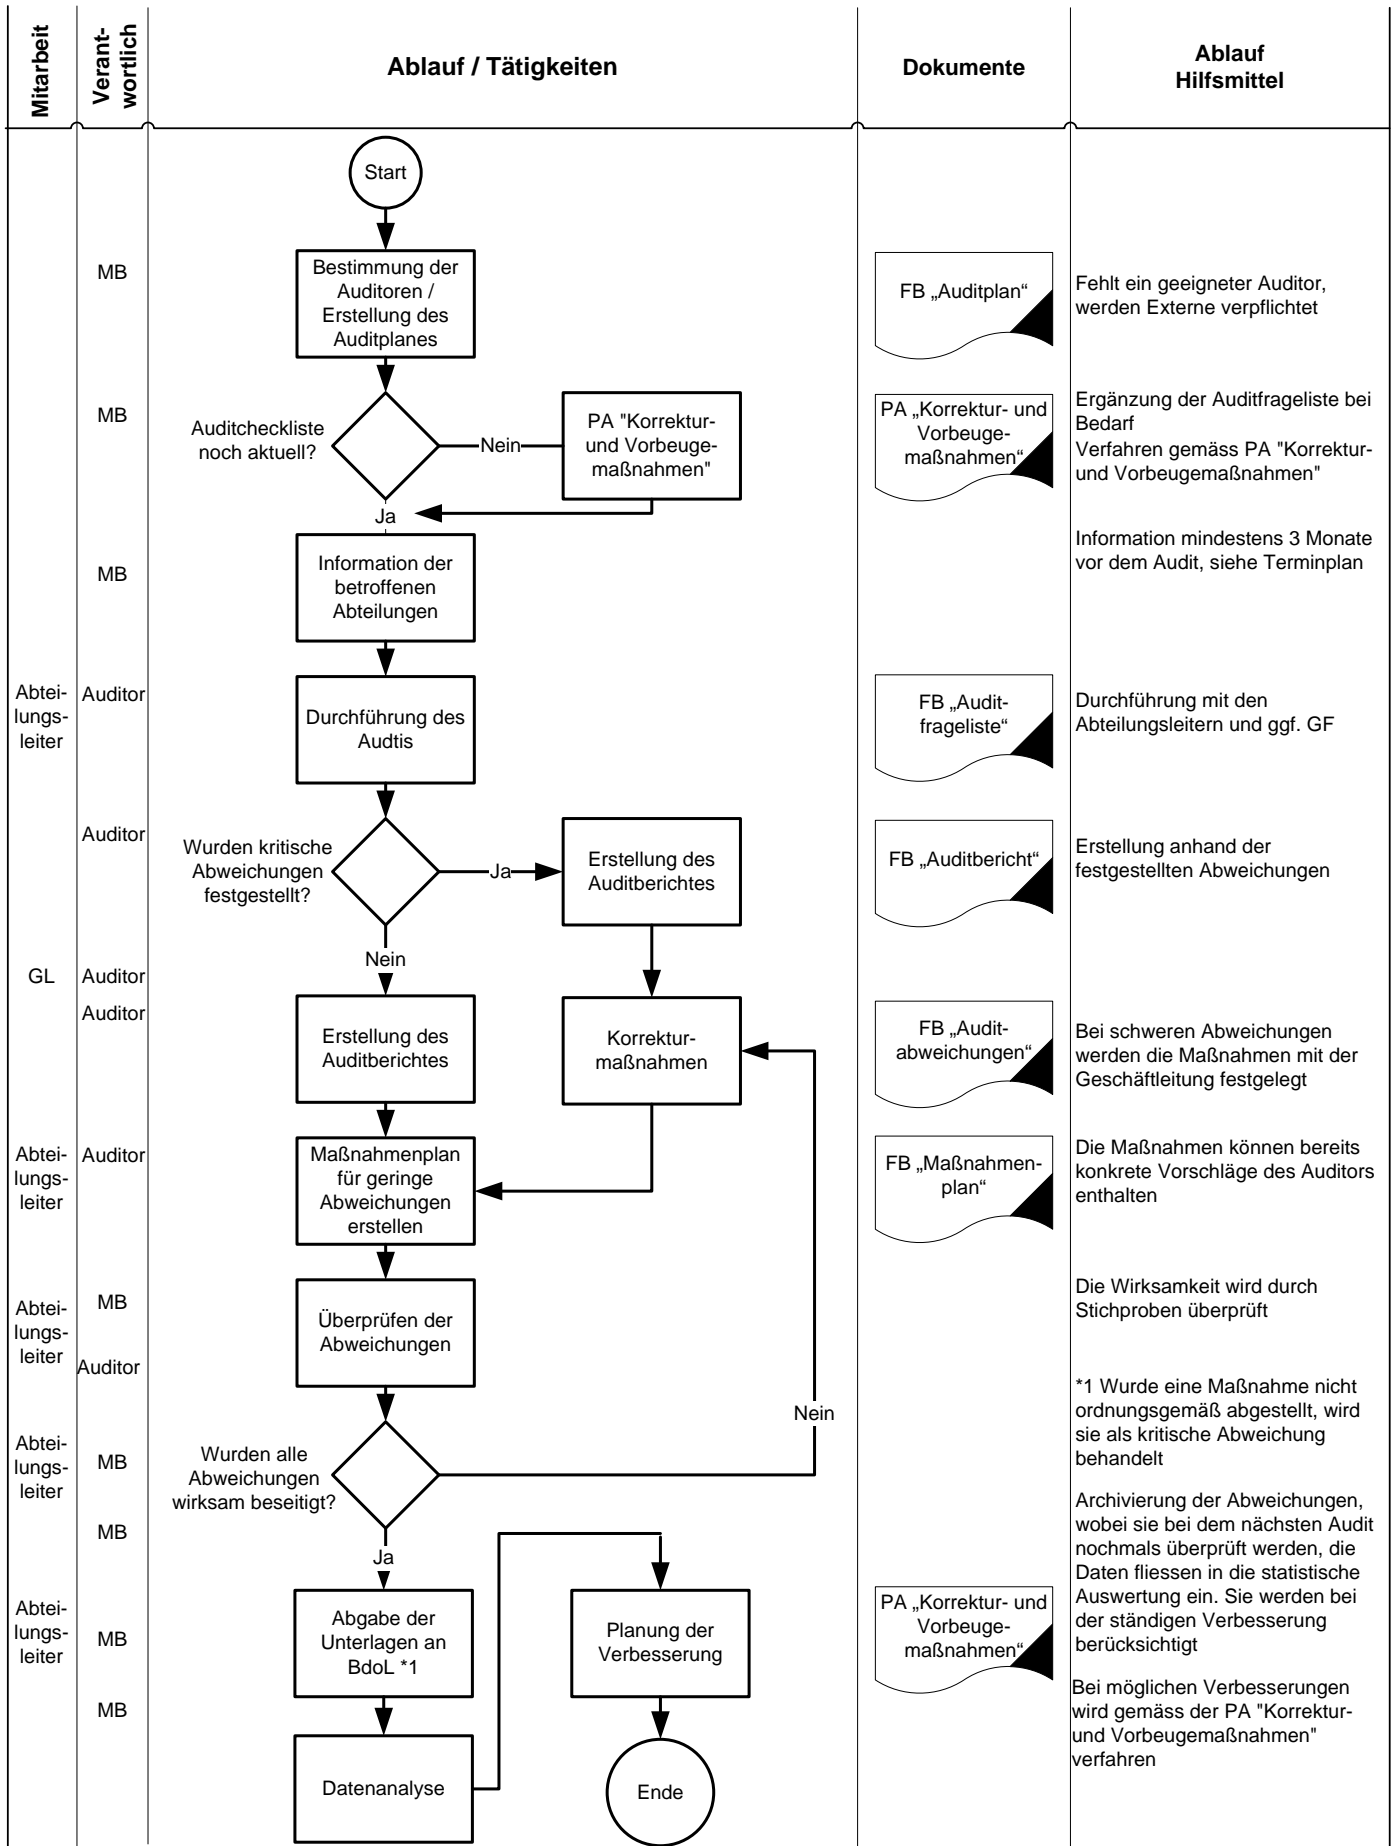 Mitarbeit
Verant-
wortlich
Ablauf / Tätigkeiten
Dokumente
Ablauf
Hilfsmittel
Start
MB
Bestimmung der
Auditoren /
Erstellung des
Auditplanes
FB „Auditplan“
Fehlt ein geeigneter Auditor,
werden Externe verpflichtet
MB
Auditcheckliste
noch aktuell?
Nein
PA "Korrektur-
und Vorbeuge-
maßnahmen"
PA „Korrektur- und
Vorbeuge-
maßnahmen“
Ergänzung der Auditfrageliste bei
Bedarf
Verfahren gemäss PA "Korrektur-
und Vorbeugemaßnahmen"
Ja
MB
Information der
betroffenen
Abteilungen
Information mindestens 3 Monate
vor dem Audit, siehe Terminplan
Abtei-
lungs-
leiter
Auditor
Durchführung des
Audtis
FB „Audit-
frageliste“
Durchführung mit den
Abteilungsleitern und ggf. GF
Auditor
Wurden kritische
Abweichungen
festgestellt?
Ja
Erstellung des
Auditberichtes
FB „Auditbericht“
Erstellung anhand der
festgestellten Abweichungen
Nein
GL
Auditor
Auditor
Erstellung des
Auditberichtes
Korrektur-
maßnahmen
FB „Audit-
abweichungen“
Bei schweren Abweichungen
werden die Maßnahmen mit der
Geschäftleitung festgelegt
Abtei-
lungs-
leiter
Auditor
Maßnahmenplan
für geringe
Abweichungen
erstellen
FB „Maßnahmen-
plan“
Die Maßnahmen können bereits
konkrete Vorschläge des Auditors
enthalten
Abtei-
lungs-
leiter
MB
Auditor
Überprüfen der
Abweichungen
Die Wirksamkeit wird durch
Stichproben überprüft
Abtei-
lungs-
leiter
MB
Wurden alle
Abweichungen
wirksam beseitigt?
Nein
*1 Wurde eine Maßnahme nicht
ordnungsgemäß abgestellt, wird
sie als kritische Abweichung
behandelt
MB
Ja
Archivierung der Abweichungen,
wobei sie bei dem nächsten Audit
nochmals überprüft werden, die
Daten fliessen in die statistische
Auswertung ein. Sie werden bei
der ständigen Verbesserung
berücksichtigt
Abtei-
lungs-
leiter
MB
Abgabe der
Unterlagen an
BdoL *1
Planung der
Verbesserung
PA „Korrektur- und
Vorbeuge-
maßnahmen“
MB
Datenanalyse
Ende
Bei möglichen Verbesserungen
wird gemäss der PA "Korrektur-
und Vorbeugemaßnahmen"
verfahren